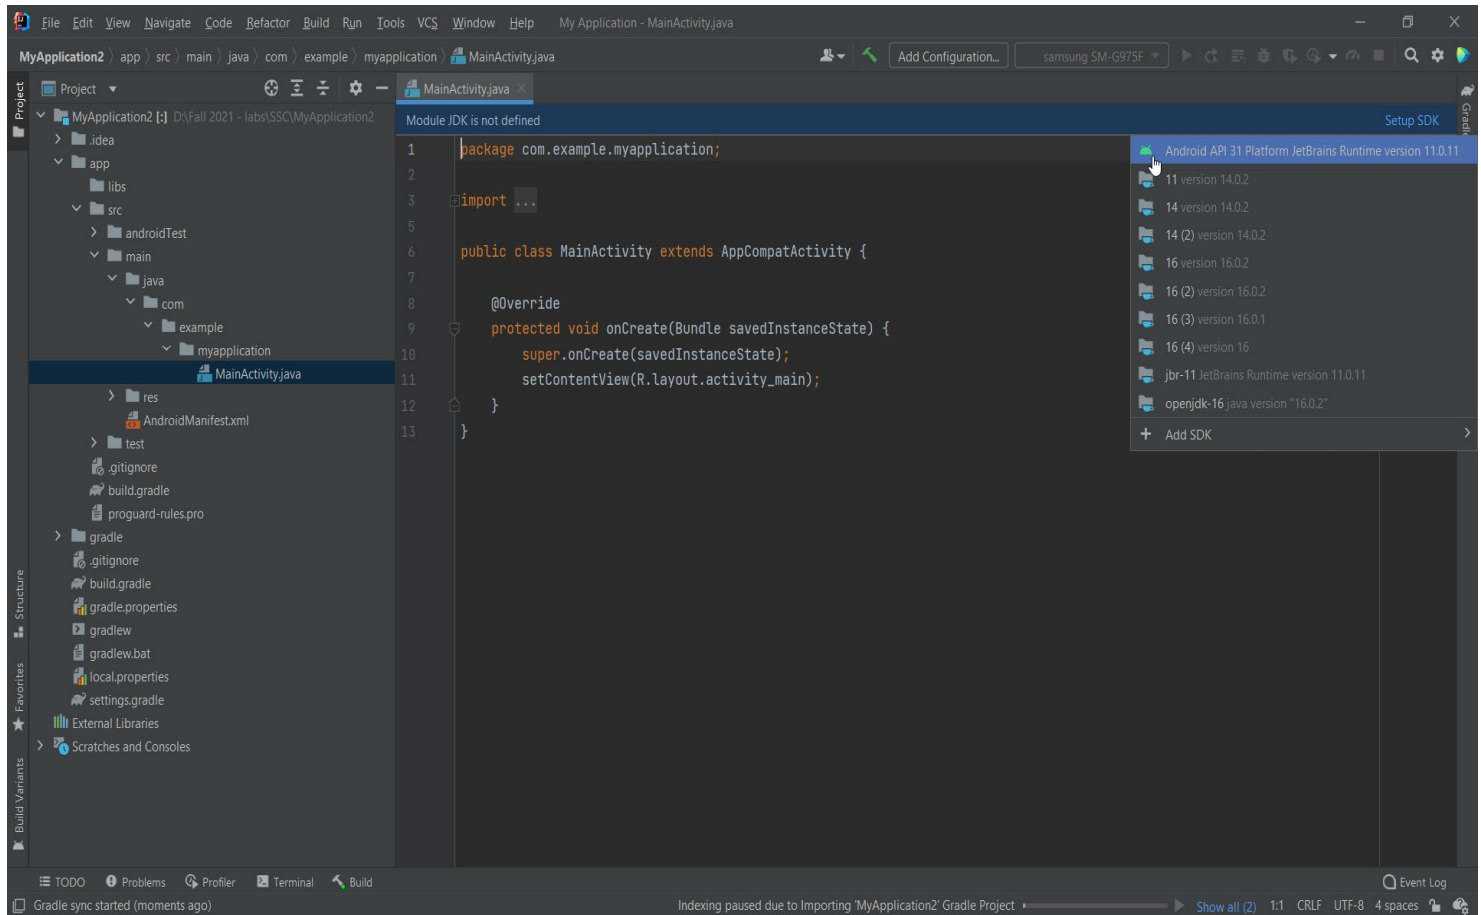 File Edit View Navigate Code Refactor Build Run Tools VCS Window Help My Application - MainActivity.java
MyApplication2 app src main java com example myapplication MainActivity.java Add Configuration... samsung SM-G975F
Project
Project
MainActivity.java
Gradle
MyApplication2 [:] D:\Fall 2021 - labs\SSC\MyApplication2
.idea
app
libs
src
androidTest
main
java
com
example
myapplication
MainActivity.java
res
AndroidManifest.xml
test
.gitignore
build.gradle
proguard-rules.pro
gradle
.gitignore
build.gradle
gradle.properties
gradlew
gradlew.bat
local.properties
settings.gradle
External Libraries
Scratches and Consoles
Structure
Favorites
Build Variants
Module JDK is not defined Setup SDK
1 package com.example.myapplication;
2
3 import ...
5
6 public class MainActivity extends AppCompatActivity {
7
8 @Override
9 protected void onCreate(Bundle savedInstanceState) {
10 super.onCreate(savedInstanceState);
11 setContentView(R.layout.activity_main);
12 }
13 }
Android API 31 Platform JetBrains Runtime version 11.0.11
11 version 14.0.2
14 version 14.0.2
14 (2) version 14.0.2
16 version 16.0.2
16 (2) version 16.0.2
16 (3) version 16.0.1
16 (4) version 16
jbr-11 JetBrains Runtime version 11.0.11
openjdk-16 java version "16.0.2"
+ Add SDK
TODO Problems Profiler Terminal Build Event Log
Gradle sync started (moments ago) Indexing paused due to Importing 'MyApplication2' Gradle Project Show all (2) 1:1 CRLF UTF-8 4 spaces